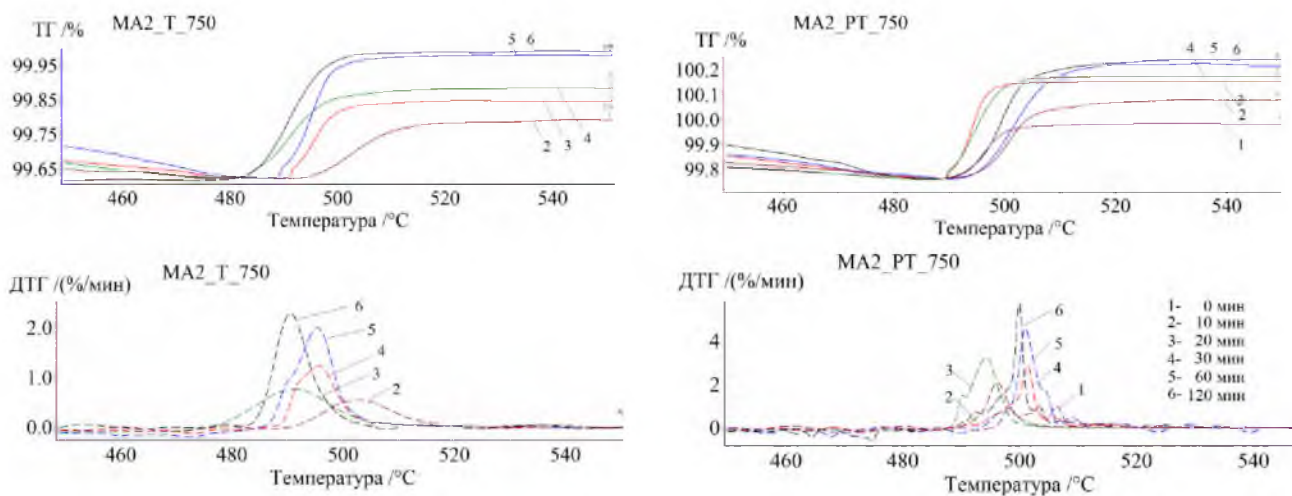 МА2_Т_750
ТГ /%
99.95
99.85
99.75
99.65
5 6
2 3 4
460 480 500 520 540
Температура /°С
МА2_РТ_750
ТГ /%
100.2
100.1
100.0
99.9
99.8
4 5 6
3
2
1
460 480 500 520 540
Температура /°С
МА2_Т_750
ДТГ /(%/мин)
2.0
1.0
0.0
6
5
4
3
2
460 480 500 520 540
Температура /°С
МА2_РТ_750
ДТГ /(%/мин)
4
2
0
6
5
4
3
2
1
1- 0 мин
2- 10 мин
3- 20 мин
4- 30 мин
5- 60 мин
6- 120 мин
460 480 500 520 540
Температура /°С